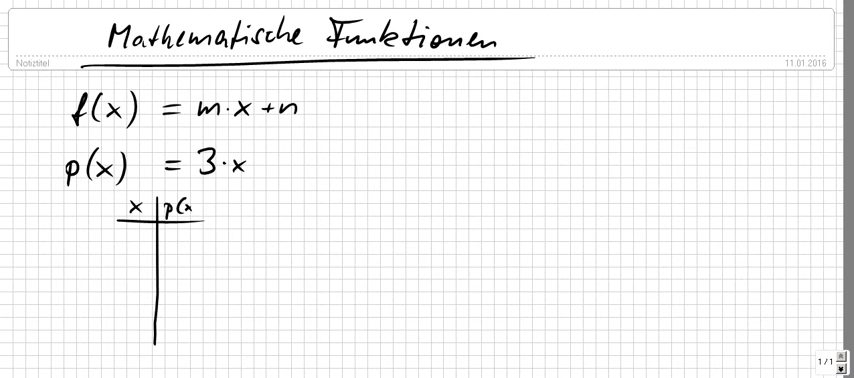 Mathematische Funktionen
Notiztitel
11.01.2016
f(x) = m·x+n
p(x) = 3·x
x p(x
1/1